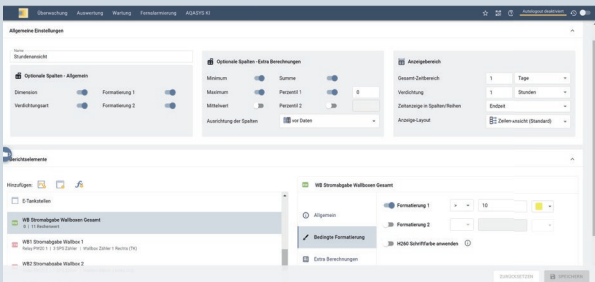 Überwachung Auswertung Wartung Formelarmierung AQASYS KI Autologout deaktiviert
Allgemeine Einstellungen
Name
Stundenansicht
Optionale Spalten - Allgemein
Dimension Formatierung 1
Verdichtungsart Formatierung 2
Optionale Spalten - Extra Berechnungen
Minimum Summe
Maximum Perzentil 1 0
Mittelwert Perzentil 2
Ausrichtung der Spalten vor Daten
Anzeigebereich
Gesamt-Zeitbereich 1 Tage
Verdichtung 1 Stunden
Zeitanzeige in Spalten/Reihen Endzeit
Anzeige-Layout Zeilenansicht (Standard)
Berichtselemente
Hinzufügen:
E-Tankstellen
WB Stromabgabe Wallboxen Gesamt
WB1 Stromabgabe Wallbox 1
WB2 Stromabgabe Wallbox 2
WB Stromabgabe Wallboxen Gesamt
Allgemein
Bedingte Formatierung
Extra Berechnungen
Formatierung 1 10
Formatierung 2
H260 Schriftfarbe anwenden
ZURÜCKSETZEN SPEICHERN